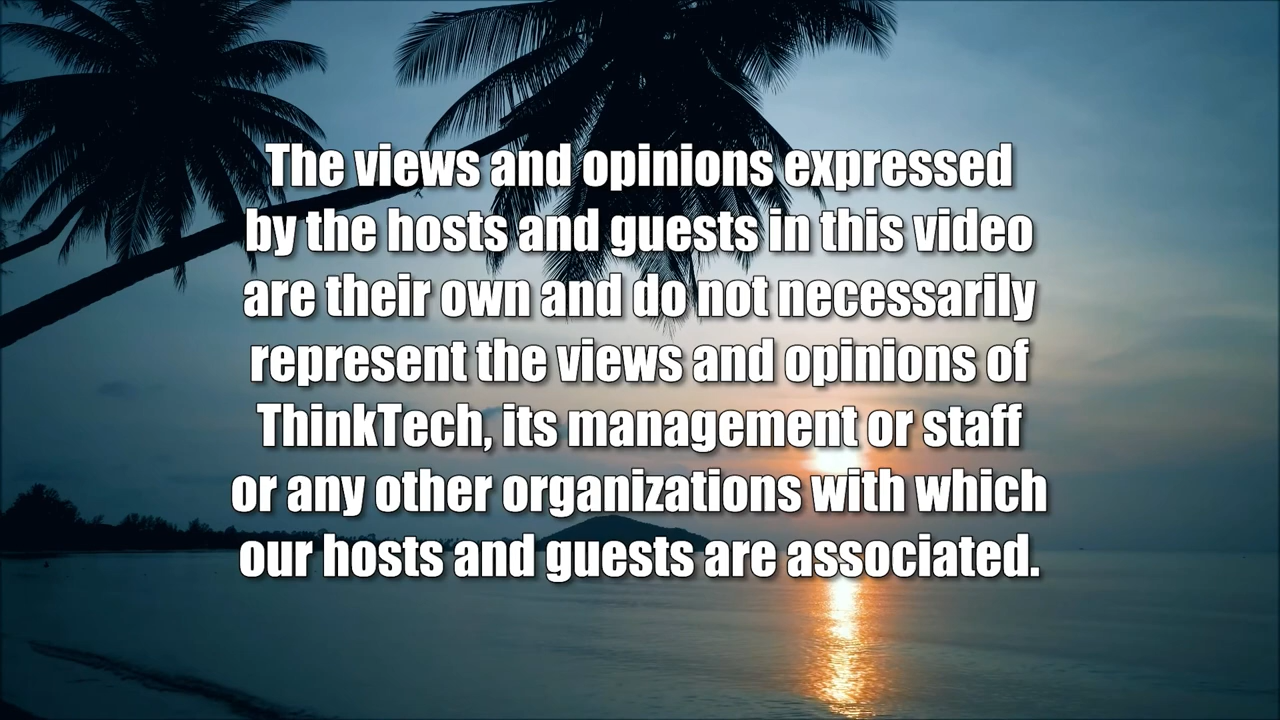 The views and opinions expressed
by the hosts and guests in this video
are their own and do not necessarily
represent the views and opinions of
ThinkTech, its management or staff
or any other organizations with which
our hosts and guests are associated.